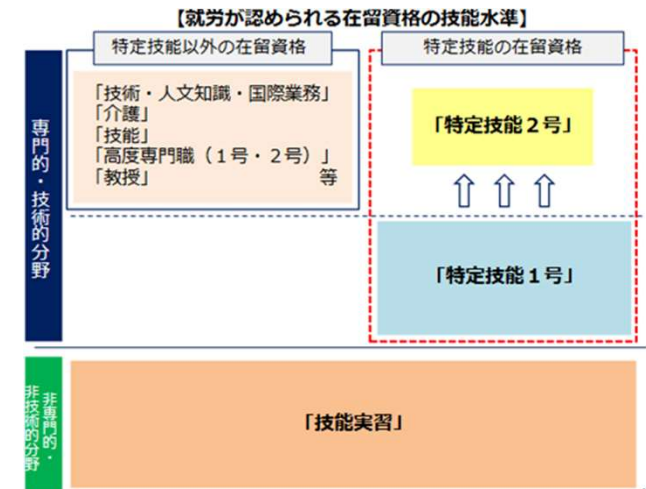 【就労が認められる在留資格の技能水準】
特定技能以外の在留資格
特定技能の在留資格
専門的・技術的分野
「技術・人文知識・国際業務」
「介護」
「技能」
「高度専門職（１号・２号）」
「教授」 等
「特定技能２号」
「特定技能１号」
非専門的・
非技術的分野
「技能実習」